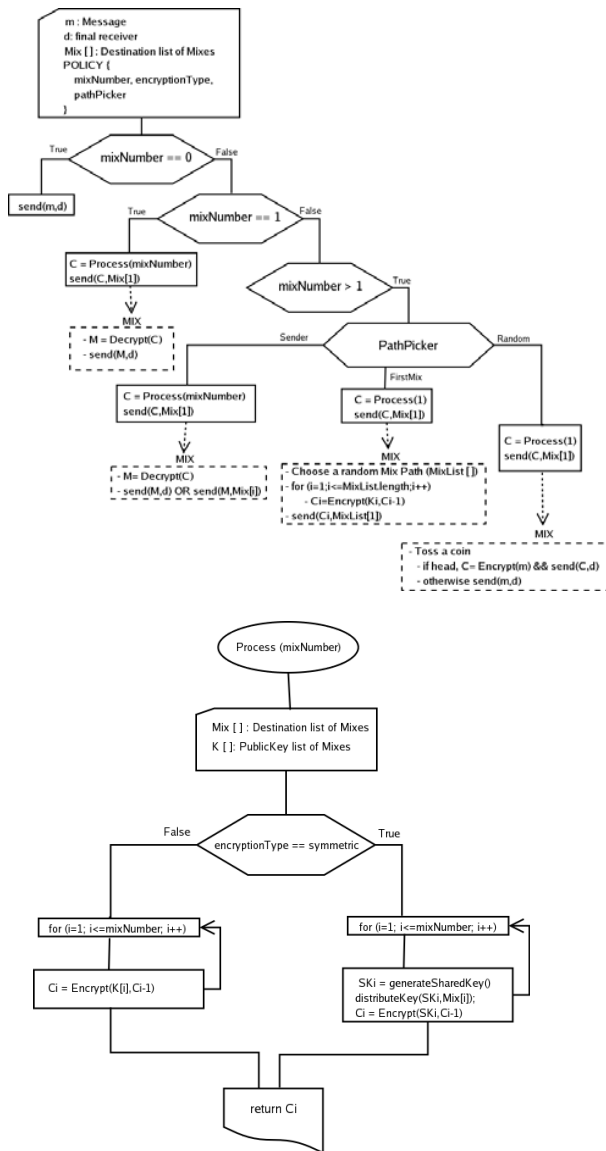 m : Message
d: final receiver
Mix [ ] : Destination list of Mixes
POLICY {
mixNumber, encryptionType,
pathPicker
}
True
mixNumber == 0
False
send(m,d)
True
mixNumber == 1
False
C = Process(mixNumber)
send(C,Mix[1])
mixNumber > 1
True
MIX
- M = Decrypt(C)
- send(M,d)
Sender
PathPicker
Random
FirstMix
C = Process(mixNumber)
send(C,Mix[1])
C = Process(1)
send(C,Mix[1])
C = Process(1)
send(C,Mix[1])
MIX
- M= Decrypt(C)
- send(M,d) OR send(M,Mix[i])
MIX
- Choose a random Mix Path (MixList [ ])
- for (i=1;i<=MixList.length;i++)
- Ci=Encrypt(Ki,Ci-1)
- send(Ci,MixList[1])
MIX
- Toss a coin
- if head, C= Encrypt(m) && send(C,d)
- otherwise send(m,d)
Process (mixNumber)
Mix [ ] : Destination list of Mixes
K [ ]: PublicKey list of Mixes
False
encryptionType == symmetric
True
for (i=1; i<=mixNumber; i++)
for (i=1; i<=mixNumber; i++)
Ci = Encrypt(K[i],Ci-1)
SKi = generateSharedKey()
distributeKey(SKi,Mix[i]);
Ci = Encrypt(SKi,Ci-1)
return Ci